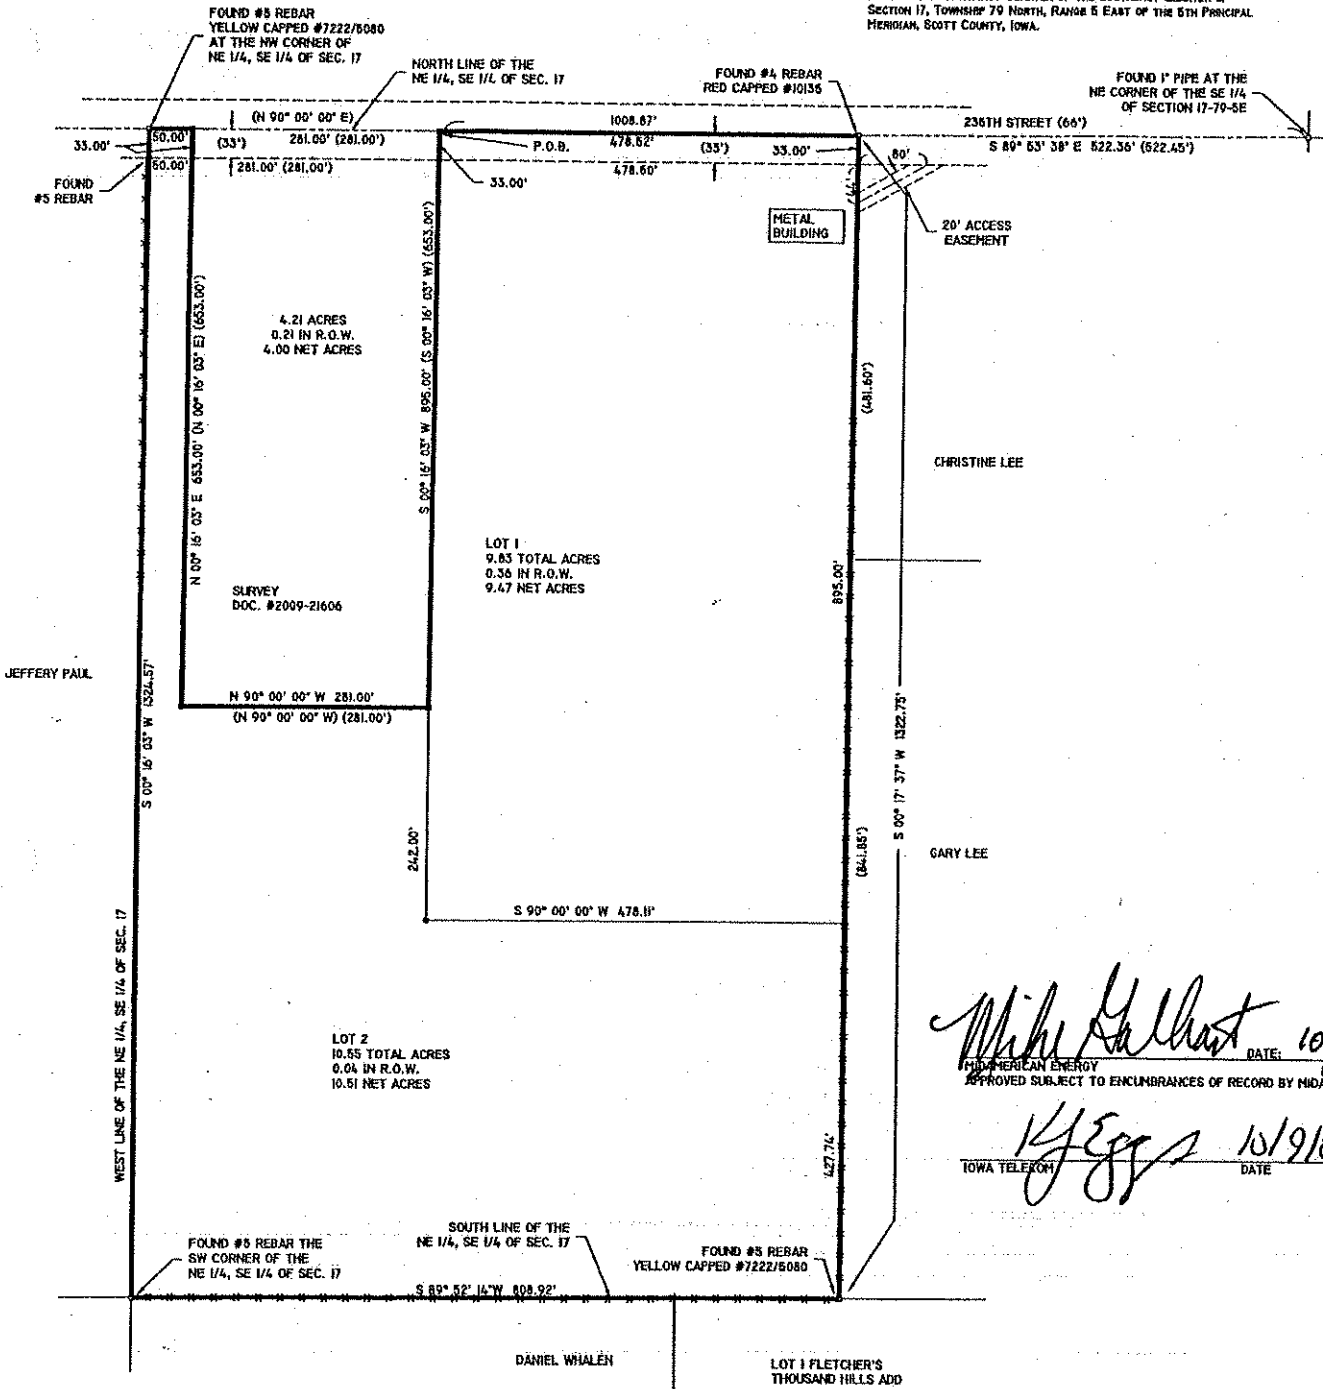 SECTION 17, TOWNSHIP 79 NORTH, RANGE 5 EAST OF THE 5TH PRINCIPAL
MERIDIAN, SCOTT COUNTY, IOWA.
FOUND #5 REBAR
YELLOW CAPPED #7222/5080
AT THE NW CORNER OF
NE 1/4, SE 1/4 OF SEC. 17
NORTH LINE OF THE
NE 1/4, SE 1/4 OF SEC. 17
FOUND #4 REBAR
RED CAPPED #10135
FOUND 1" PIPE AT THE
NE CORNER OF THE SE 1/4
OF SECTION 17-79-5E
(N 90° 00' 00" E)
1008.67'
236TH STREET (66')
50.00'
33.00'
(33')
281.00' (281.00')
P.O.B.
478.52'
(33')
33.00'
S 89° 53' 38" E 522.36' (522.45')
50.00'
281.00' (281.00')
33.00'
478.60'
60'
44'
FOUND
#5 REBAR
METAL
BUILDING
20' ACCESS
EASEMENT
4.21 ACRES
0.21 IN R.O.W.
4.00 NET ACRES
N 00° 16' 03" E 653.00' (N 00° 16' 03" E) (653.00')
S 00° 16' 03" W 895.00' (S 00° 16' 03" W) (653.00')
(481.60')
CHRISTINE LEE
LOT 1
9.83 TOTAL ACRES
0.36 IN R.O.W.
9.47 NET ACRES
895.00'
SURVEY
DOC. #2009-21606
JEFFERY PAUL
S 00° 16' 03" W 1324.57'
N 90° 00' 00" W 281.00'
(N 90° 00' 00" W) (281.00')
S 00° 17' 37" W 1322.75'
242.00'
(841.85')
GARY LEE
S 90° 00' 00" W 478.11'
WEST LINE OF THE NE 1/4, SE 1/4 OF SEC. 17
LOT 2
10.55 TOTAL ACRES
0.04 IN R.O.W.
10.51 NET ACRES
427.74'
DATE: 10
MIDAMERICAN ENERGY
APPROVED SUBJECT TO ENCUMBRANCES OF RECORD BY MIDA
10/9/
IOWA TELECOM
DATE
FOUND #5 REBAR THE
SW CORNER OF THE
NE 1/4, SE 1/4 OF SEC. 17
SOUTH LINE OF THE
NE 1/4, SE 1/4 OF SEC. 17
FOUND #5 REBAR
YELLOW CAPPED #7222/5080
S 89° 52' 14" W 808.92'
DANIEL WHALEN
LOT 1 FLETCHER'S
THOUSAND HILLS ADD